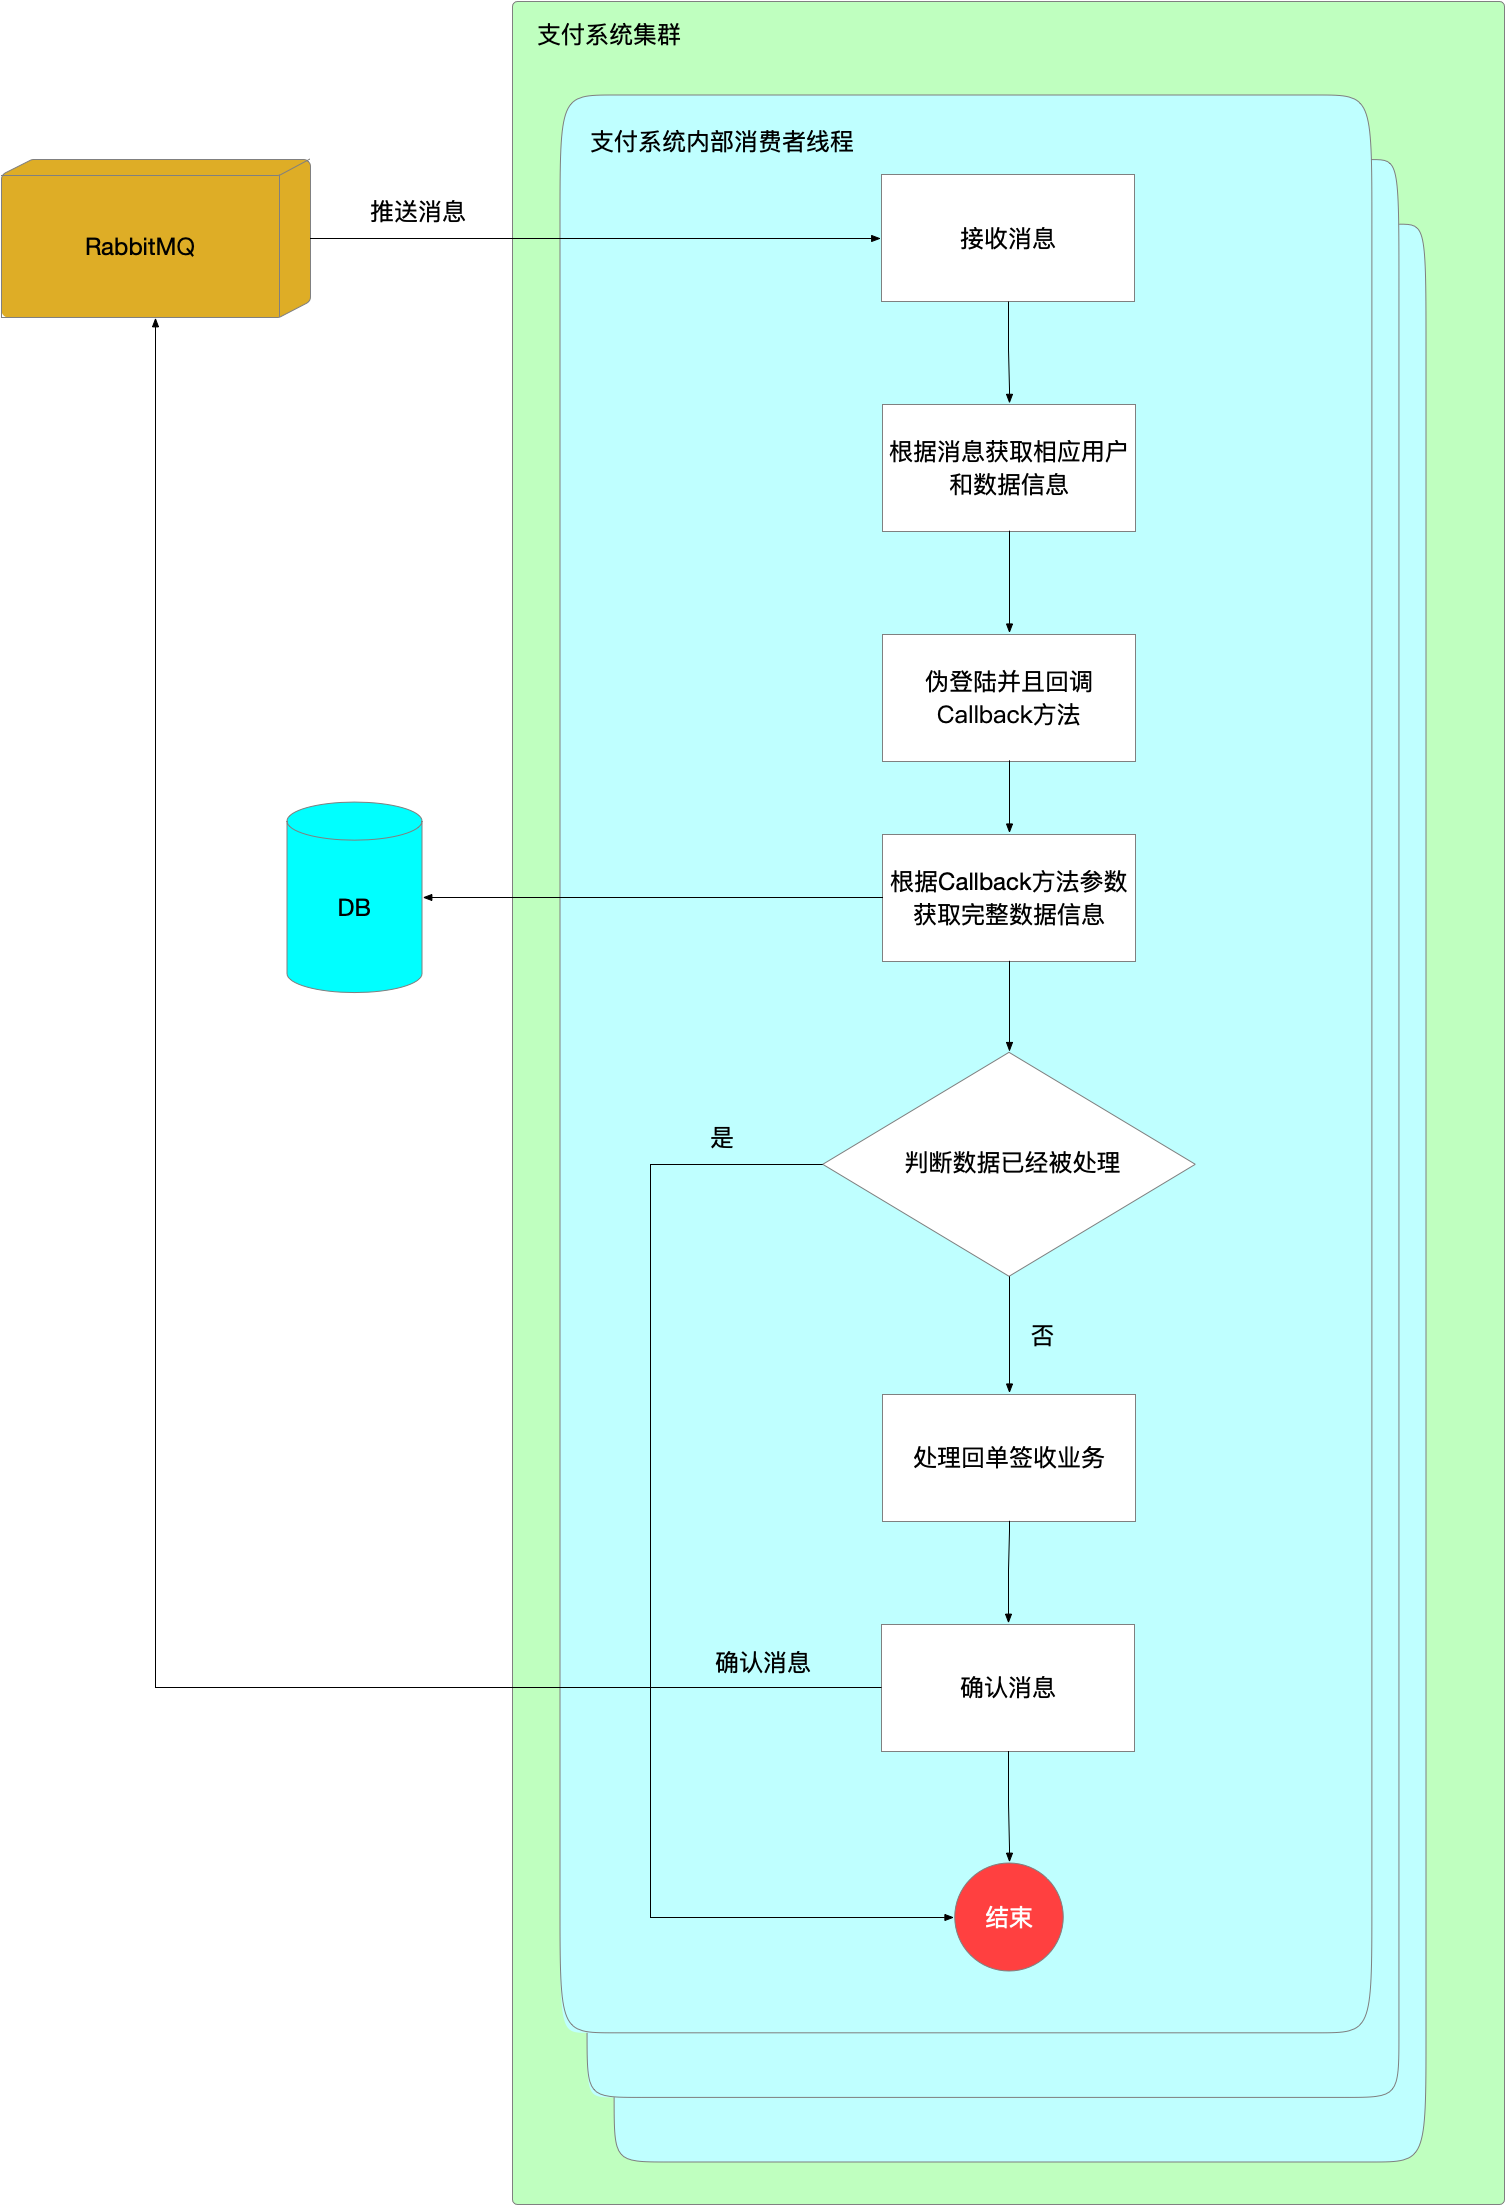 支付系统集群
支付系统内部消费者线程
RabbitMQ
推送消息
接收消息
根据消息获取相应用户
和数据信息
伪登陆并且回调
Callback方法
DB
根据Callback方法参数
获取完整数据信息
是
判断数据已经被处理
否
处理回单签收业务
确认消息
确认消息
结束